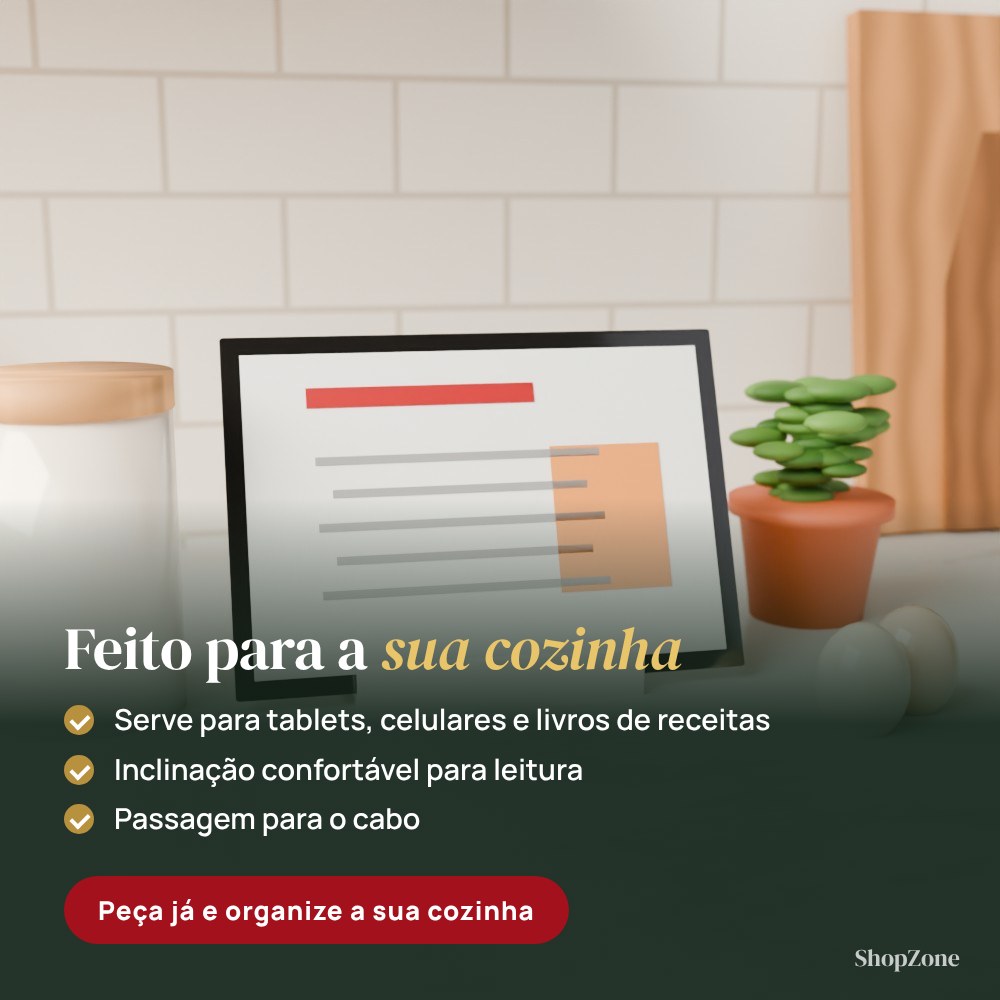 Feito para a sua cozinha
Serve para tablets, celulares e livros de receitas
Inclinação confortável para leitura
Passagem para o cabo
Peça já e organize a sua cozinha
ShopZone